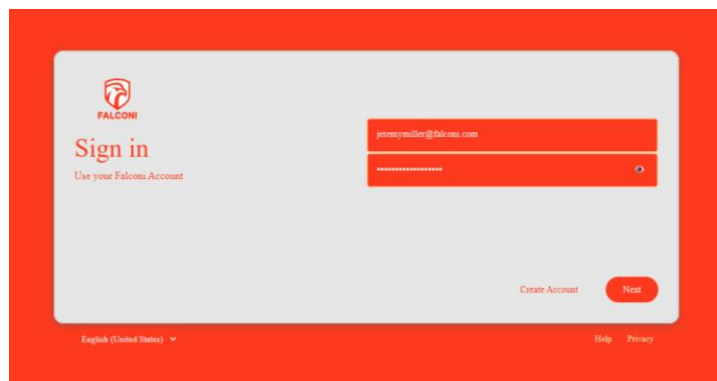 FALCONI
Sign in
Use your Falconi Account
jeremymiller@falconi.com
••••••••••••••••••
Create Account
Next
English (United States)
Help
Privacy